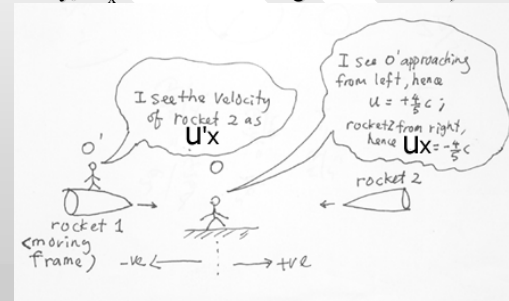 I see the velocity
of rocket 2 as
u'x
I see O' approaching
from left, hence
u = +4/5 c ;
rocket 2 from right,
hence ux = -4/5 c
O'
O
rocket 1
(moving
frame)
rocket 2
-ve
+ve